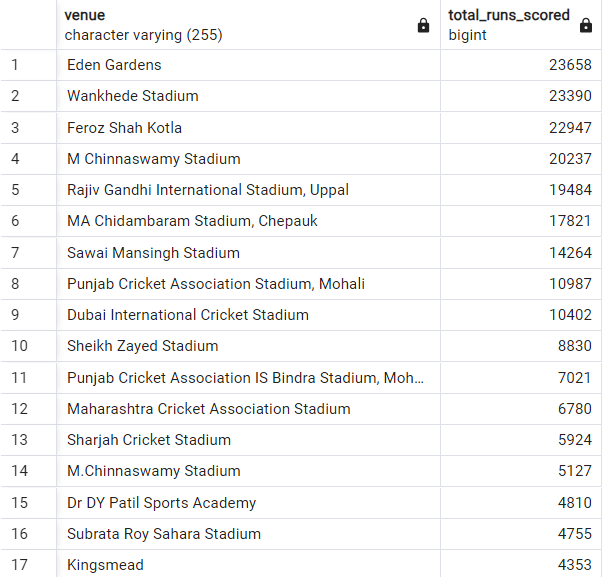 venue total_runs_scored
character varying (255) bigint
1 Eden Gardens 23658
2 Wankhede Stadium 23390
3 Feroz Shah Kotla 22947
4 M Chinnaswamy Stadium 20237
5 Rajiv Gandhi International Stadium, Uppal 19484
6 MA Chidambaram Stadium, Chepauk 17821
7 Sawai Mansingh Stadium 14264
8 Punjab Cricket Association Stadium, Mohali 10987
9 Dubai International Cricket Stadium 10402
10 Sheikh Zayed Stadium 8830
11 Punjab Cricket Association IS Bindra Stadium, Moh... 7021
12 Maharashtra Cricket Association Stadium 6780
13 Sharjah Cricket Stadium 5924
14 M.Chinnaswamy Stadium 5127
15 Dr DY Patil Sports Academy 4810
16 Subrata Roy Sahara Stadium 4755
17 Kingsmead 4353